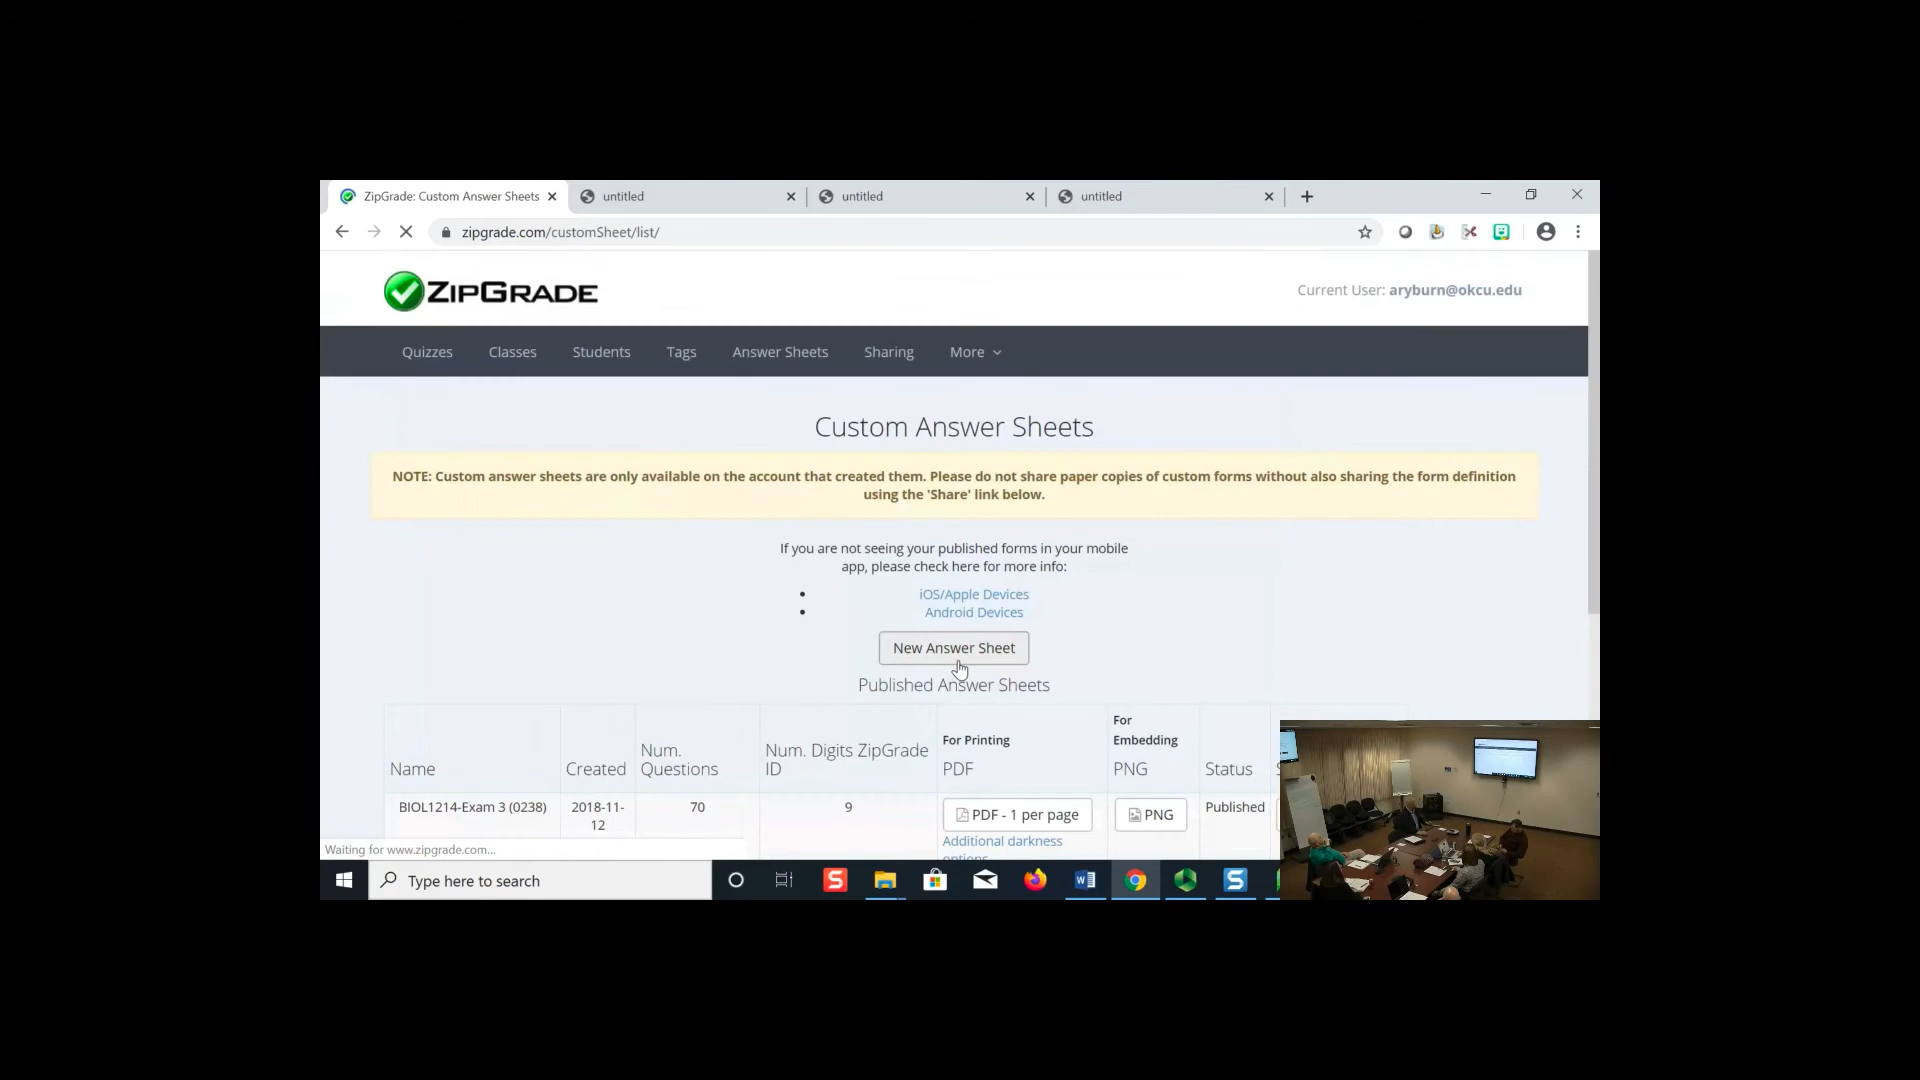 ZipGrade: Custom Answer Sheets
untitled
untitled
untitled
zipgrade.com/customSheet/list/
ZIPGRADE
Current User: aryburn@okcu.edu
Quizzes
Classes
Students
Tags
Answer Sheets
Sharing
More
Custom Answer Sheets
NOTE: Custom answer sheets are only available on the account that created them. Please do not share paper copies of custom forms without also sharing the form definition
using the 'Share' link below.
If you are not seeing your published forms in your mobile
app, please check here for more info:
iOS/Apple Devices
Android Devices
New Answer Sheet
Published Answer Sheets
Name
Created
Num.
Questions
Num. Digits ZipGrade
ID
For Printing
PDF
For
Embedding
PNG
Status
BIOL1214-Exam 3 (0238)
2018-11-
12
70
9
PDF - 1 per page
Additional darkness
options
PNG
Published
Waiting for www.zipgrade.com...
Type here to search